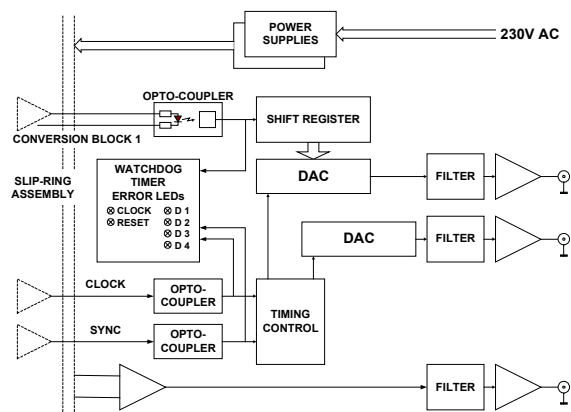 POWER
SUPPLIES
230V AC
OPTO-COUPLER
CONVERSION BLOCK 1
SHIFT REGISTER
SLIP-RING
ASSEMBLY
WATCHDOG
TIMER
ERROR LEDs
CLOCK
RESET
D 1
D 2
D 3
D 4
DAC
FILTER
DAC
FILTER
CLOCK
OPTO-
COUPLER
SYNC
OPTO-
COUPLER
TIMING
CONTROL
FILTER